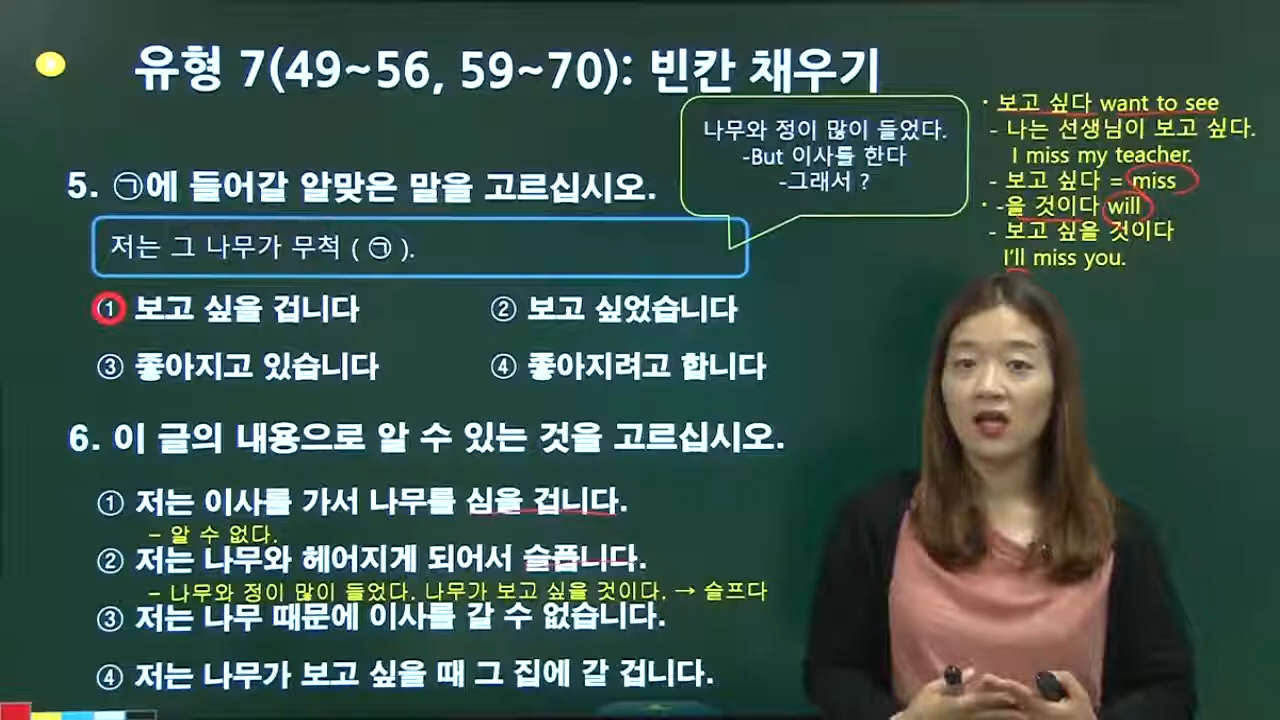 유형 7(49~56, 59~70): 빈칸 채우기
나무와 정이 많이 들었다.
-But 이사를 한다
-그래서 ?
· 보고 싶다 want to see
- 나는 선생님이 보고 싶다.
I miss my teacher.
- 보고 싶다 = miss
· -을 것이다 will
- 보고 싶을 것이다
I'll miss you.
5. ㉠에 들어갈 알맞은 말을 고르십시오.
저는 그 나무가 무척 ( ㉠ ).
① 보고 싶을 겁니다
② 보고 싶었습니다
③ 좋아지고 있습니다
④ 좋아지려고 합니다
6. 이 글의 내용으로 알 수 있는 것을 고르십시오.
① 저는 이사를 가서 나무를 심을 겁니다.
- 알 수 없다.
② 저는 나무와 헤어지게 되어서 슬픕니다.
- 나무와 정이 많이 들었다. 나무가 보고 싶을 것이다. → 슬프다
③ 저는 나무 때문에 이사를 갈 수 없습니다.
④ 저는 나무가 보고 싶을 때 그 집에 갈 겁니다.